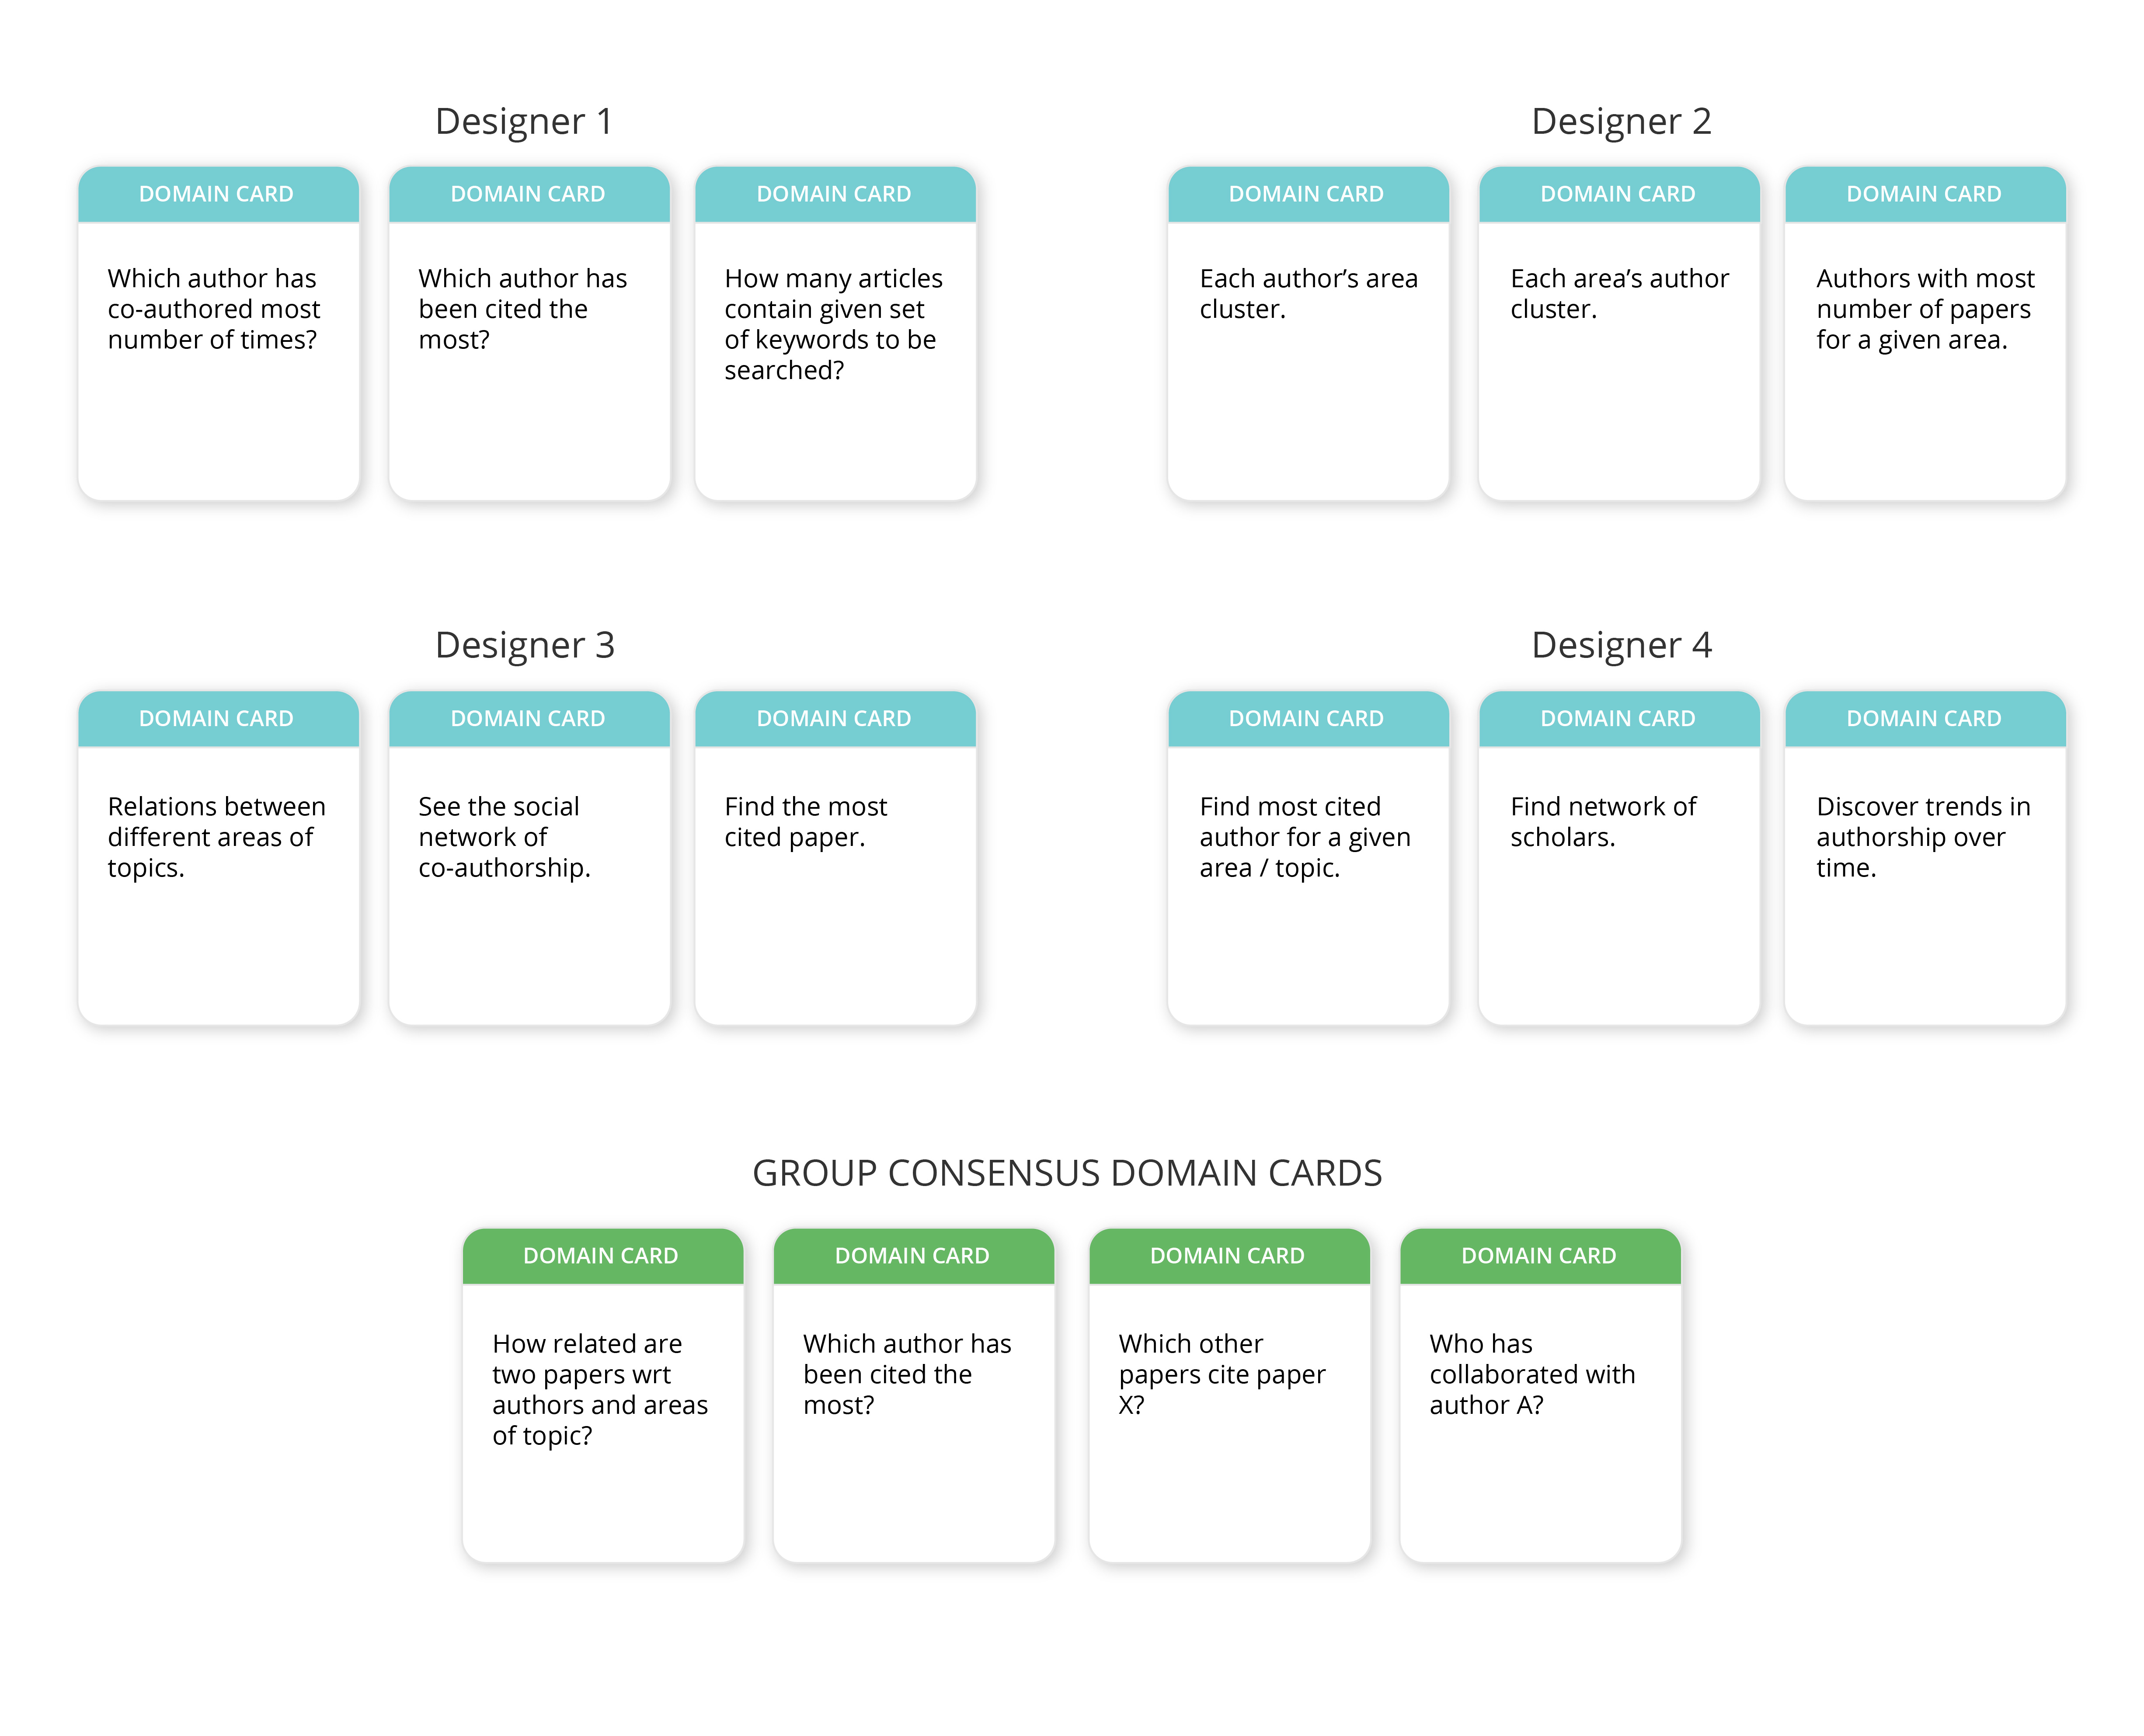 Designer 1
DOMAIN CARD
Which author has
co-authored most
number of times?
DOMAIN CARD
Which author has
been cited the
most?
DOMAIN CARD
How many articles
contain given set
of keywords to be
searched?
Designer 2
DOMAIN CARD
Each author’s area
cluster.
DOMAIN CARD
Each area’s author
cluster.
DOMAIN CARD
Authors with most
number of papers
for a given area.
Designer 3
DOMAIN CARD
Relations between
different areas of
topics.
DOMAIN CARD
See the social
network of
co-authorship.
DOMAIN CARD
Find the most
cited paper.
Designer 4
DOMAIN CARD
Find most cited
author for a given
area / topic.
DOMAIN CARD
Find network of
scholars.
DOMAIN CARD
Discover trends in
authorship over
time.
GROUP CONSENSUS DOMAIN CARDS
DOMAIN CARD
How related are
two papers wrt
authors and areas
of topic?
DOMAIN CARD
Which author has
been cited the
most?
DOMAIN CARD
Which other
papers cite paper
X?
DOMAIN CARD
Who has
collaborated with
author A?